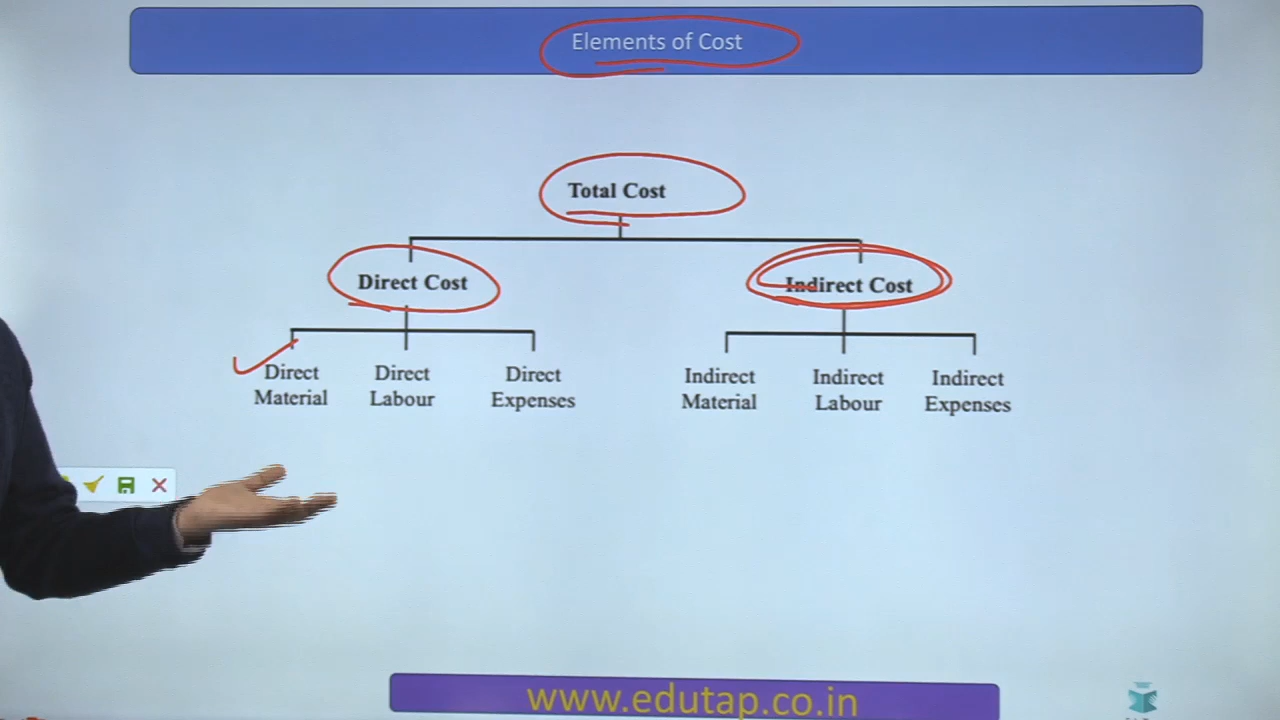 Elements of Cost
Total Cost
Direct Cost
Indirect Cost
Direct Material
Direct Labour
Direct Expenses
Indirect Material
Indirect Labour
Indirect Expenses
www.edutap.co.in